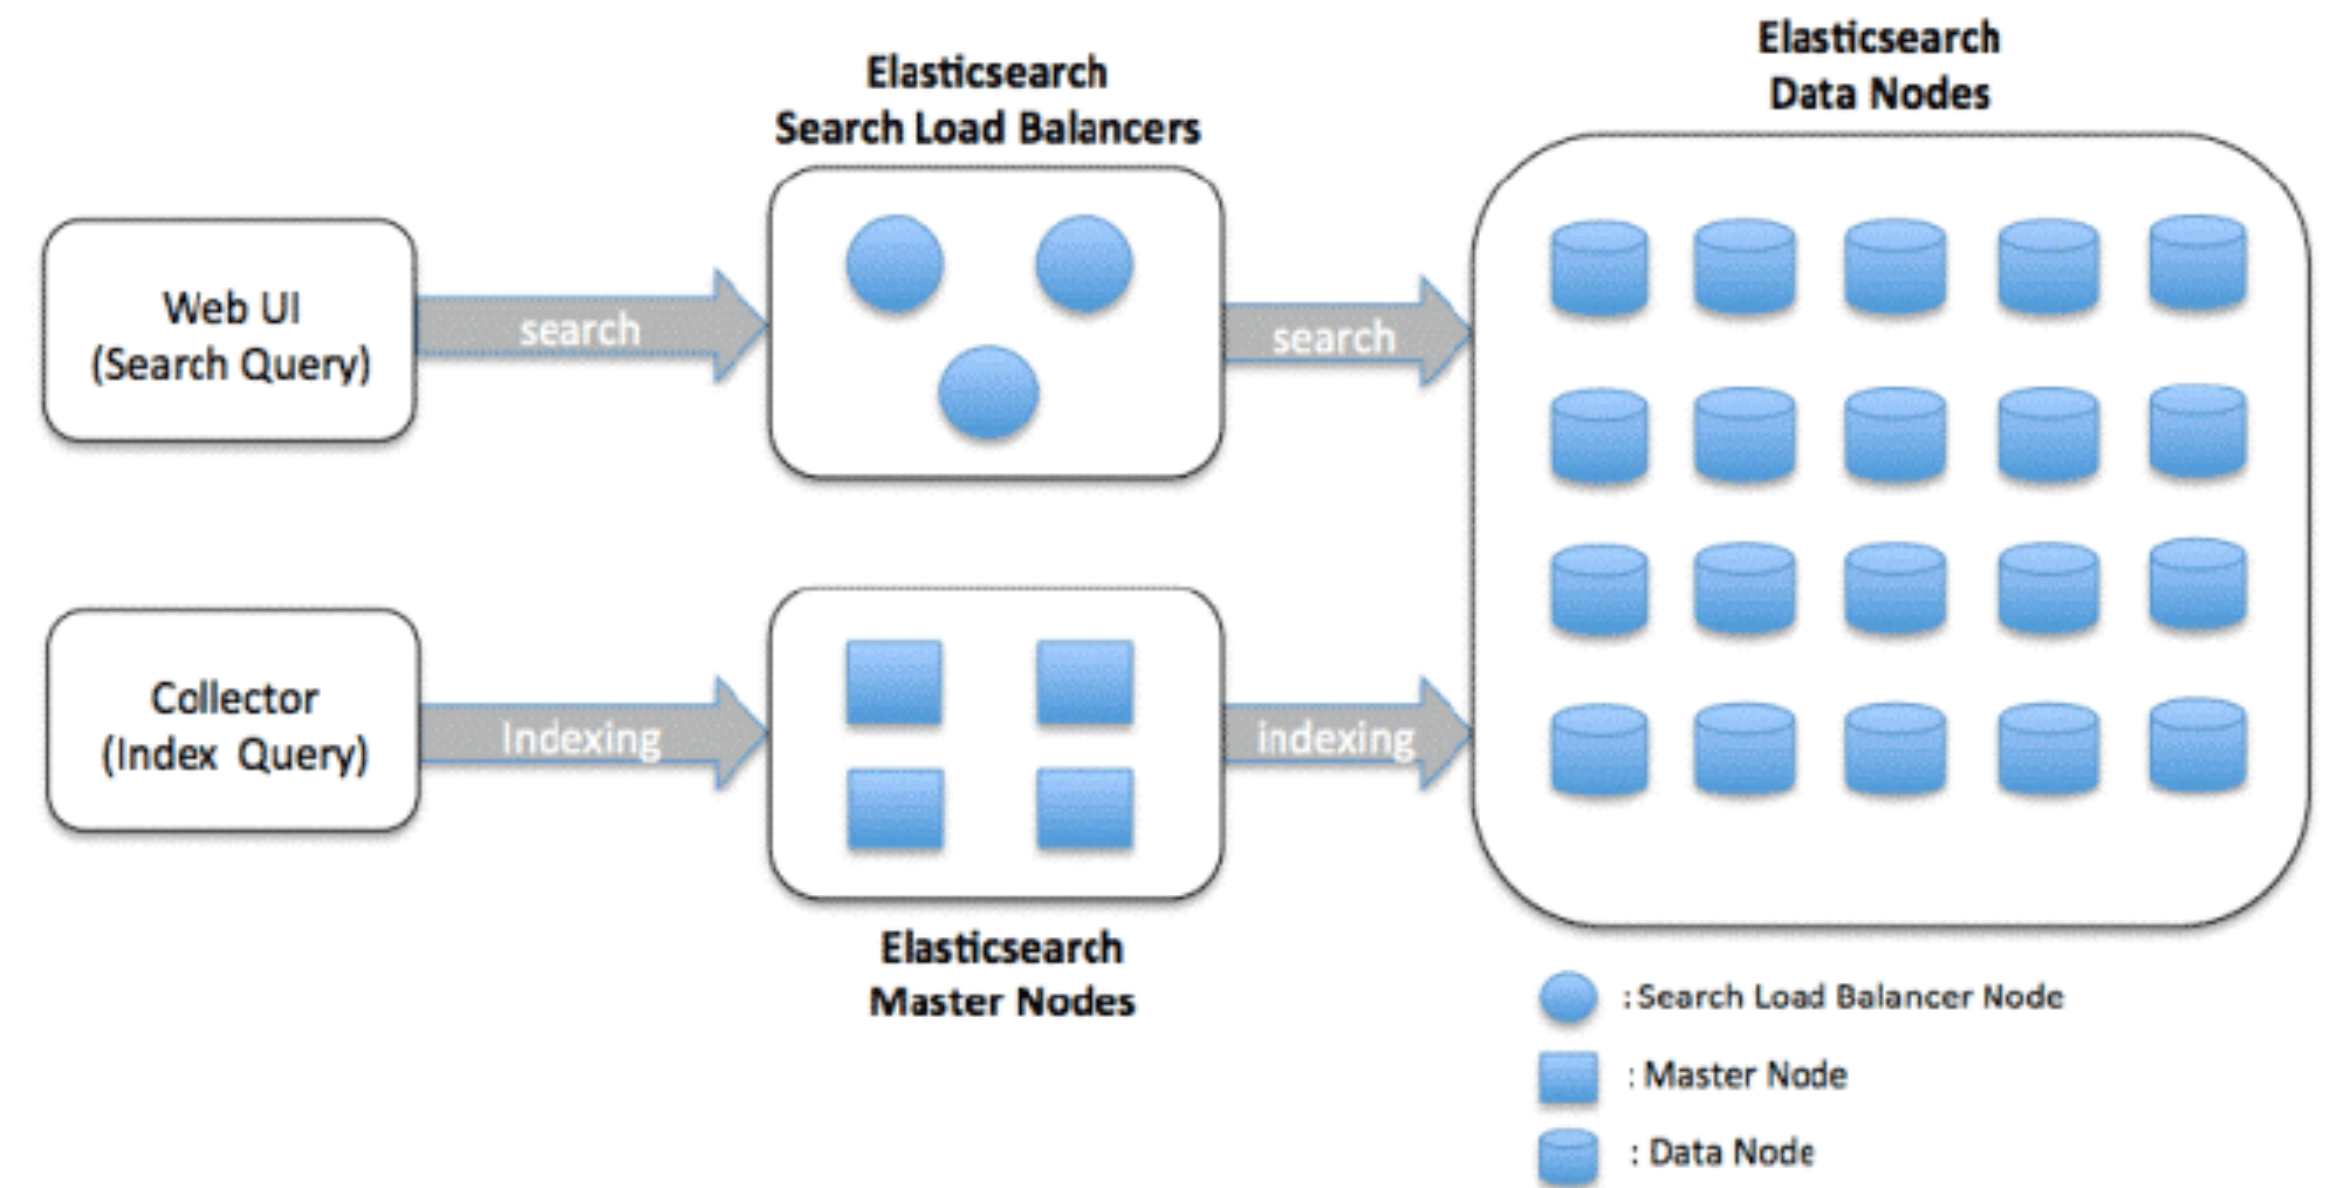 Elasticsearch
Data Nodes
Elasticsearch
Search Load Balancers
Web UI
(Search Query)
search
search
Collector
(Index Query)
Indexing
indexing
Elasticsearch
Master Nodes
: Search Load Balancer Node
: Master Node
: Data Node